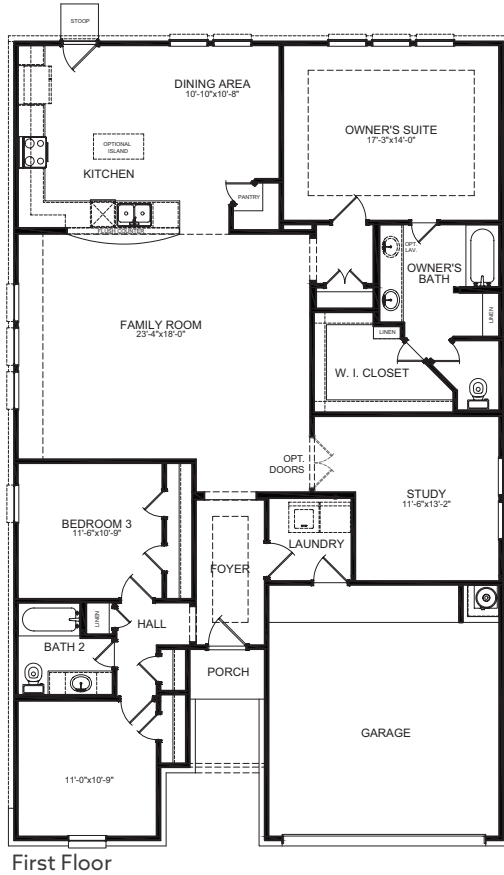 STOOP
DINING AREA
10'-10"x10'-8"
OWNER'S SUITE
17'-3"x14'-0"
OPTIONAL
ISLAND
KITCHEN
PANTRY
OPT.
LAV.
OWNER'S
BATH
LINEN
FAMILY ROOM
23'-4"x18'-0"
LINEN
W. I. CLOSET
OPT.
DOORS
STUDY
11'-6"x13'-2"
BEDROOM 3
11'-6"x10'-9"
LAUNDRY
FOYER
LINEN
HALL
BATH 2
PORCH
GARAGE
11'-0"x10'-9"
First Floor